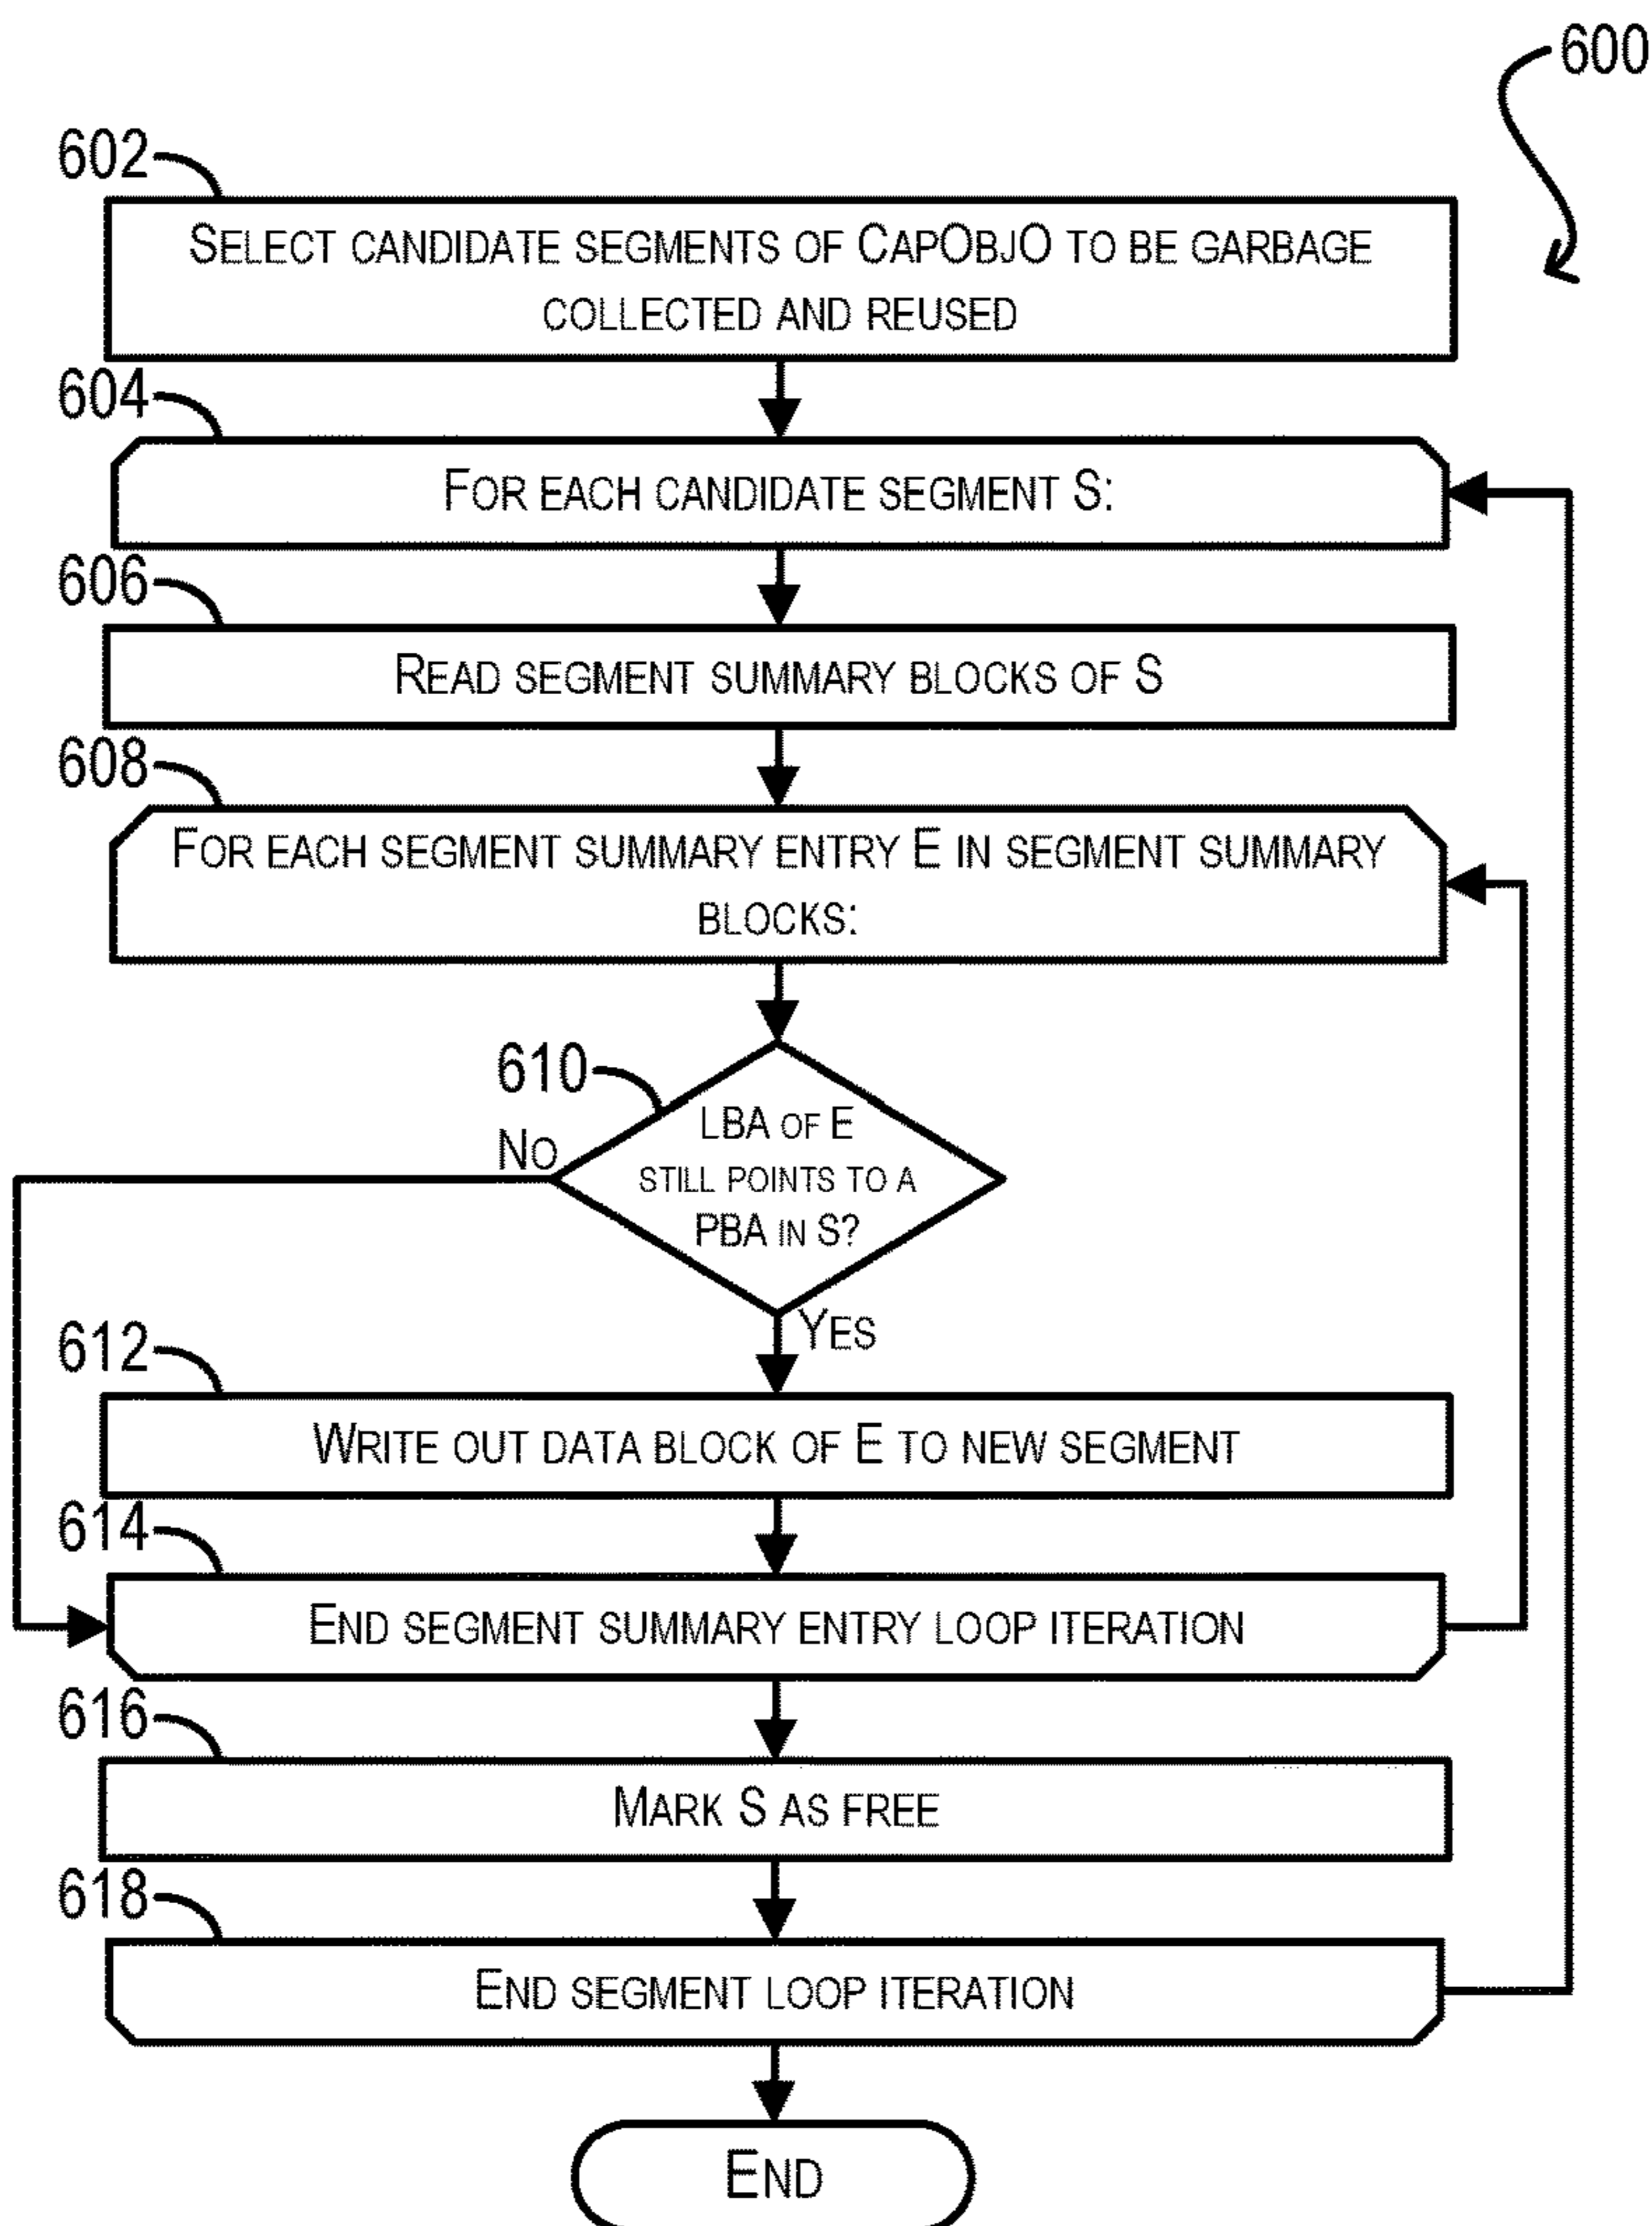 600
602
Select candidate segments of CapObjO to be garbage
collected and reused
604
For each candidate segment S:
606
Read segment summary blocks of S
608
For each segment summary entry E in segment summary
blocks:
610
LBA of E
still points to a
PBA in S?
No
Yes
612
Write out data block of E to new segment
614
End segment summary entry loop iteration
616
Mark S as free
618
End segment loop iteration
End